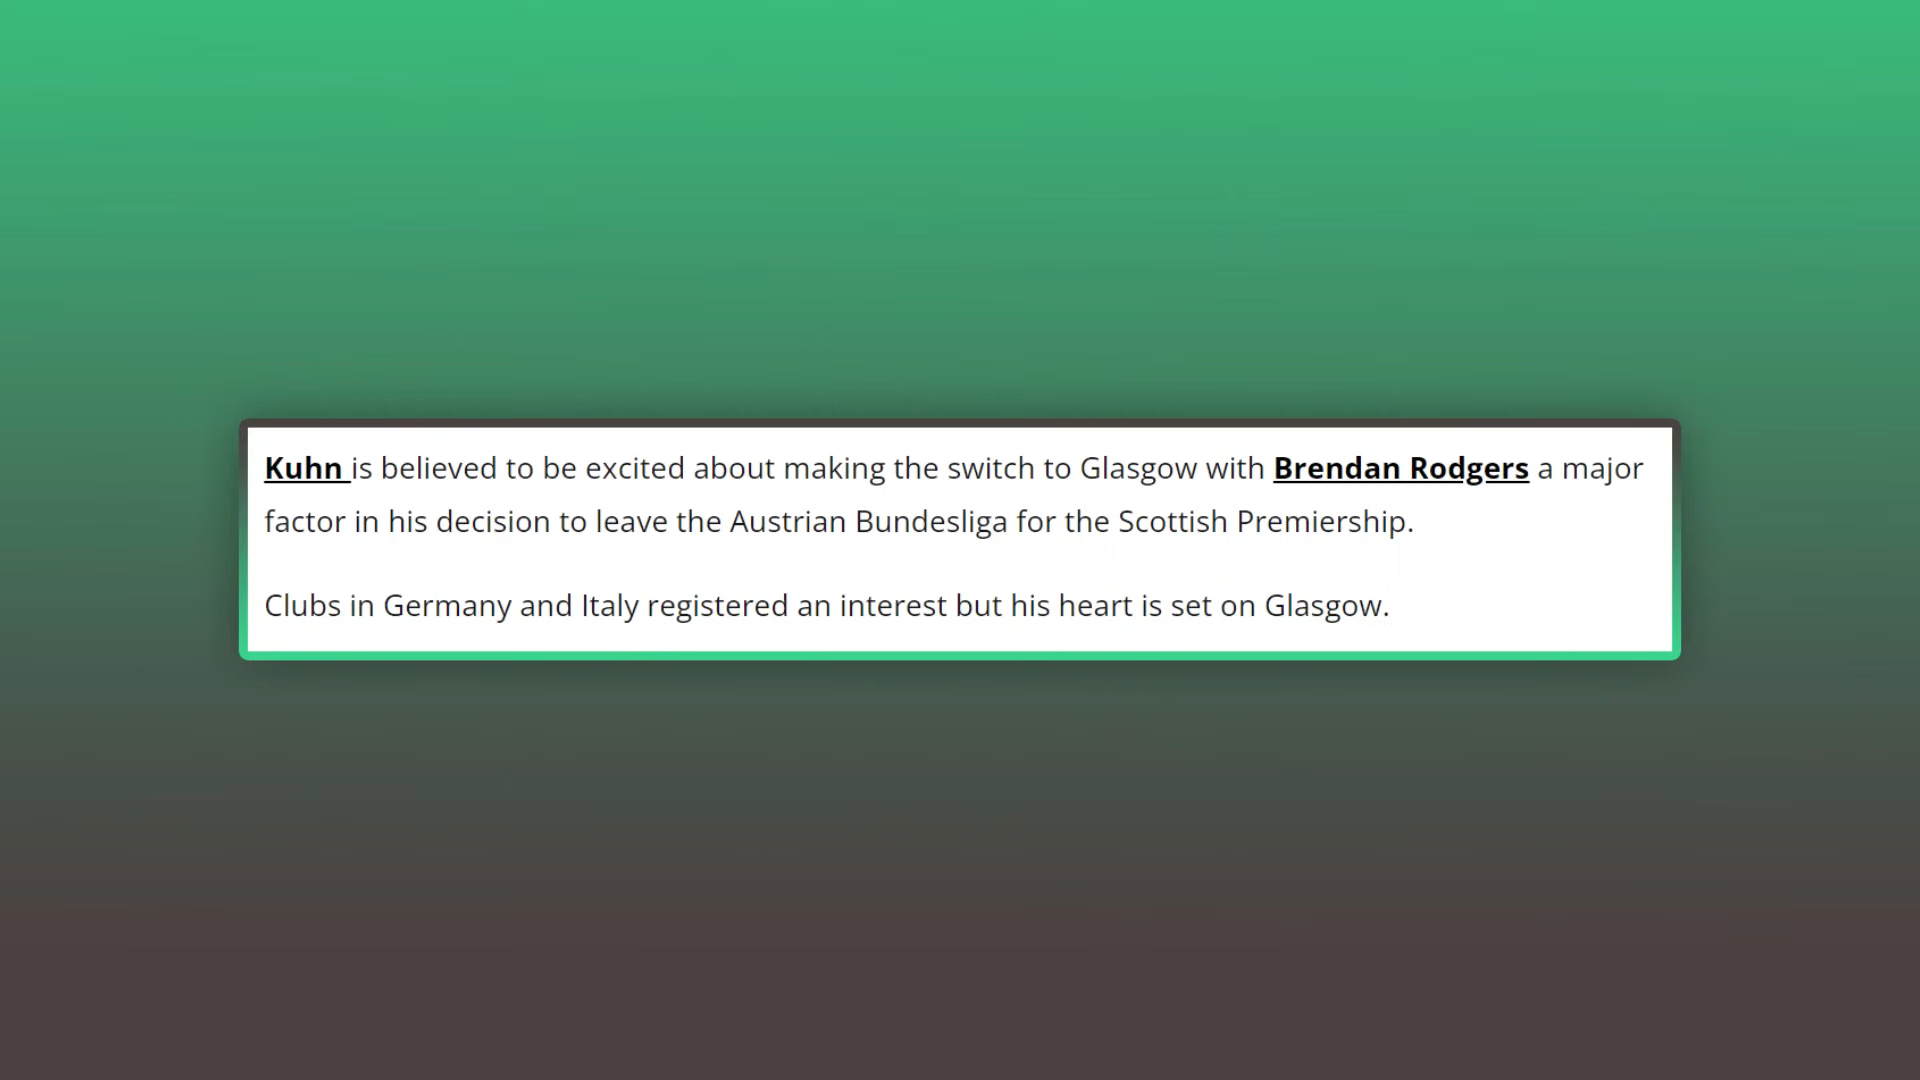 Kuhn is believed to be excited about making the switch to Glasgow with Brendan Rodgers a major
factor in his decision to leave the Austrian Bundesliga for the Scottish Premiership.
Clubs in Germany and Italy registered an interest but his heart is set on Glasgow.